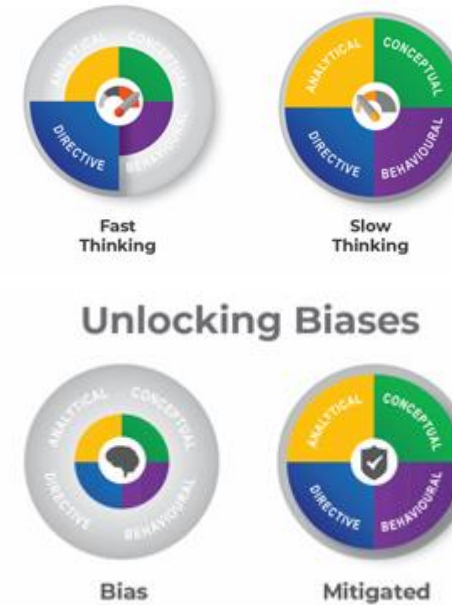 ANALYTICAL
CONCEPTUAL
DIRECTIVE
BEHAVIOURAL
Fast
Thinking
ANALYTICAL
CONCEPTUAL
DIRECTIVE
BEHAVIOURAL
Slow
Thinking
Unlocking Biases
ANALYTICAL
CONCEPTUAL
DIRECTIVE
BEHAVIOURAL
Bias
ANALYTICAL
CONCEPTUAL
DIRECTIVE
BEHAVIOURAL
Mitigated